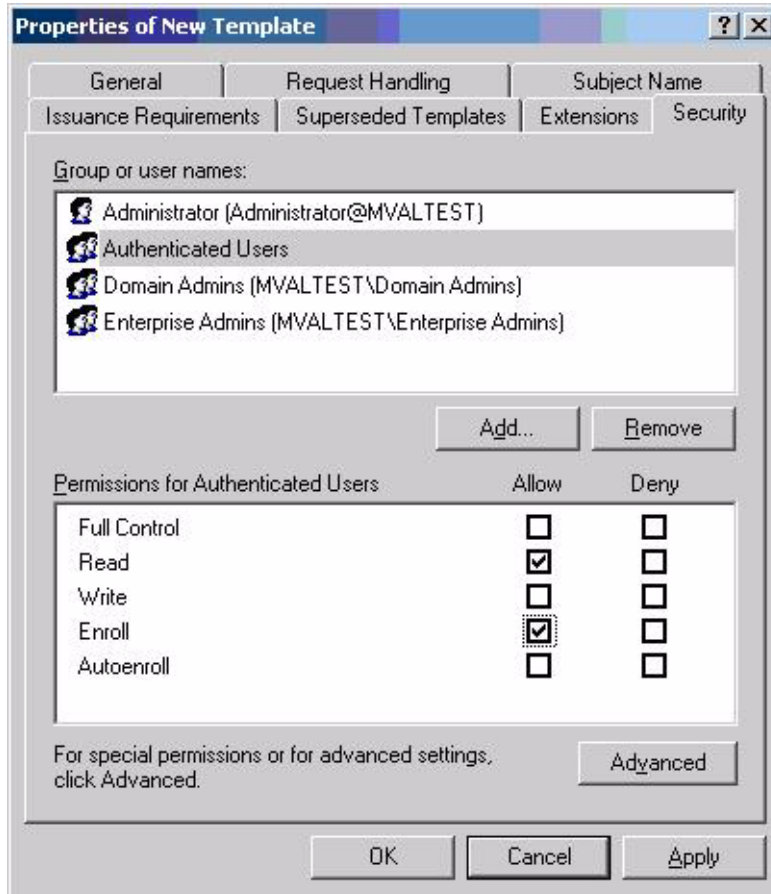 Properties of New Template
General Request Handling Subject Name
Issuance Requirements Superseded Templates Extensions Security
Group or user names:
Administrator (Administrator@MVALTEST)
Authenticated Users
Domain Admins (MVALTEST\Domain Admins)
Enterprise Admins (MVALTEST\Enterprise Admins)
Add... Remove
Permissions for Authenticated Users Allow Deny
Full Control
Read
Write
Enroll
Autoenroll
For special permissions or for advanced settings,
click Advanced.
Advanced
OK Cancel Apply